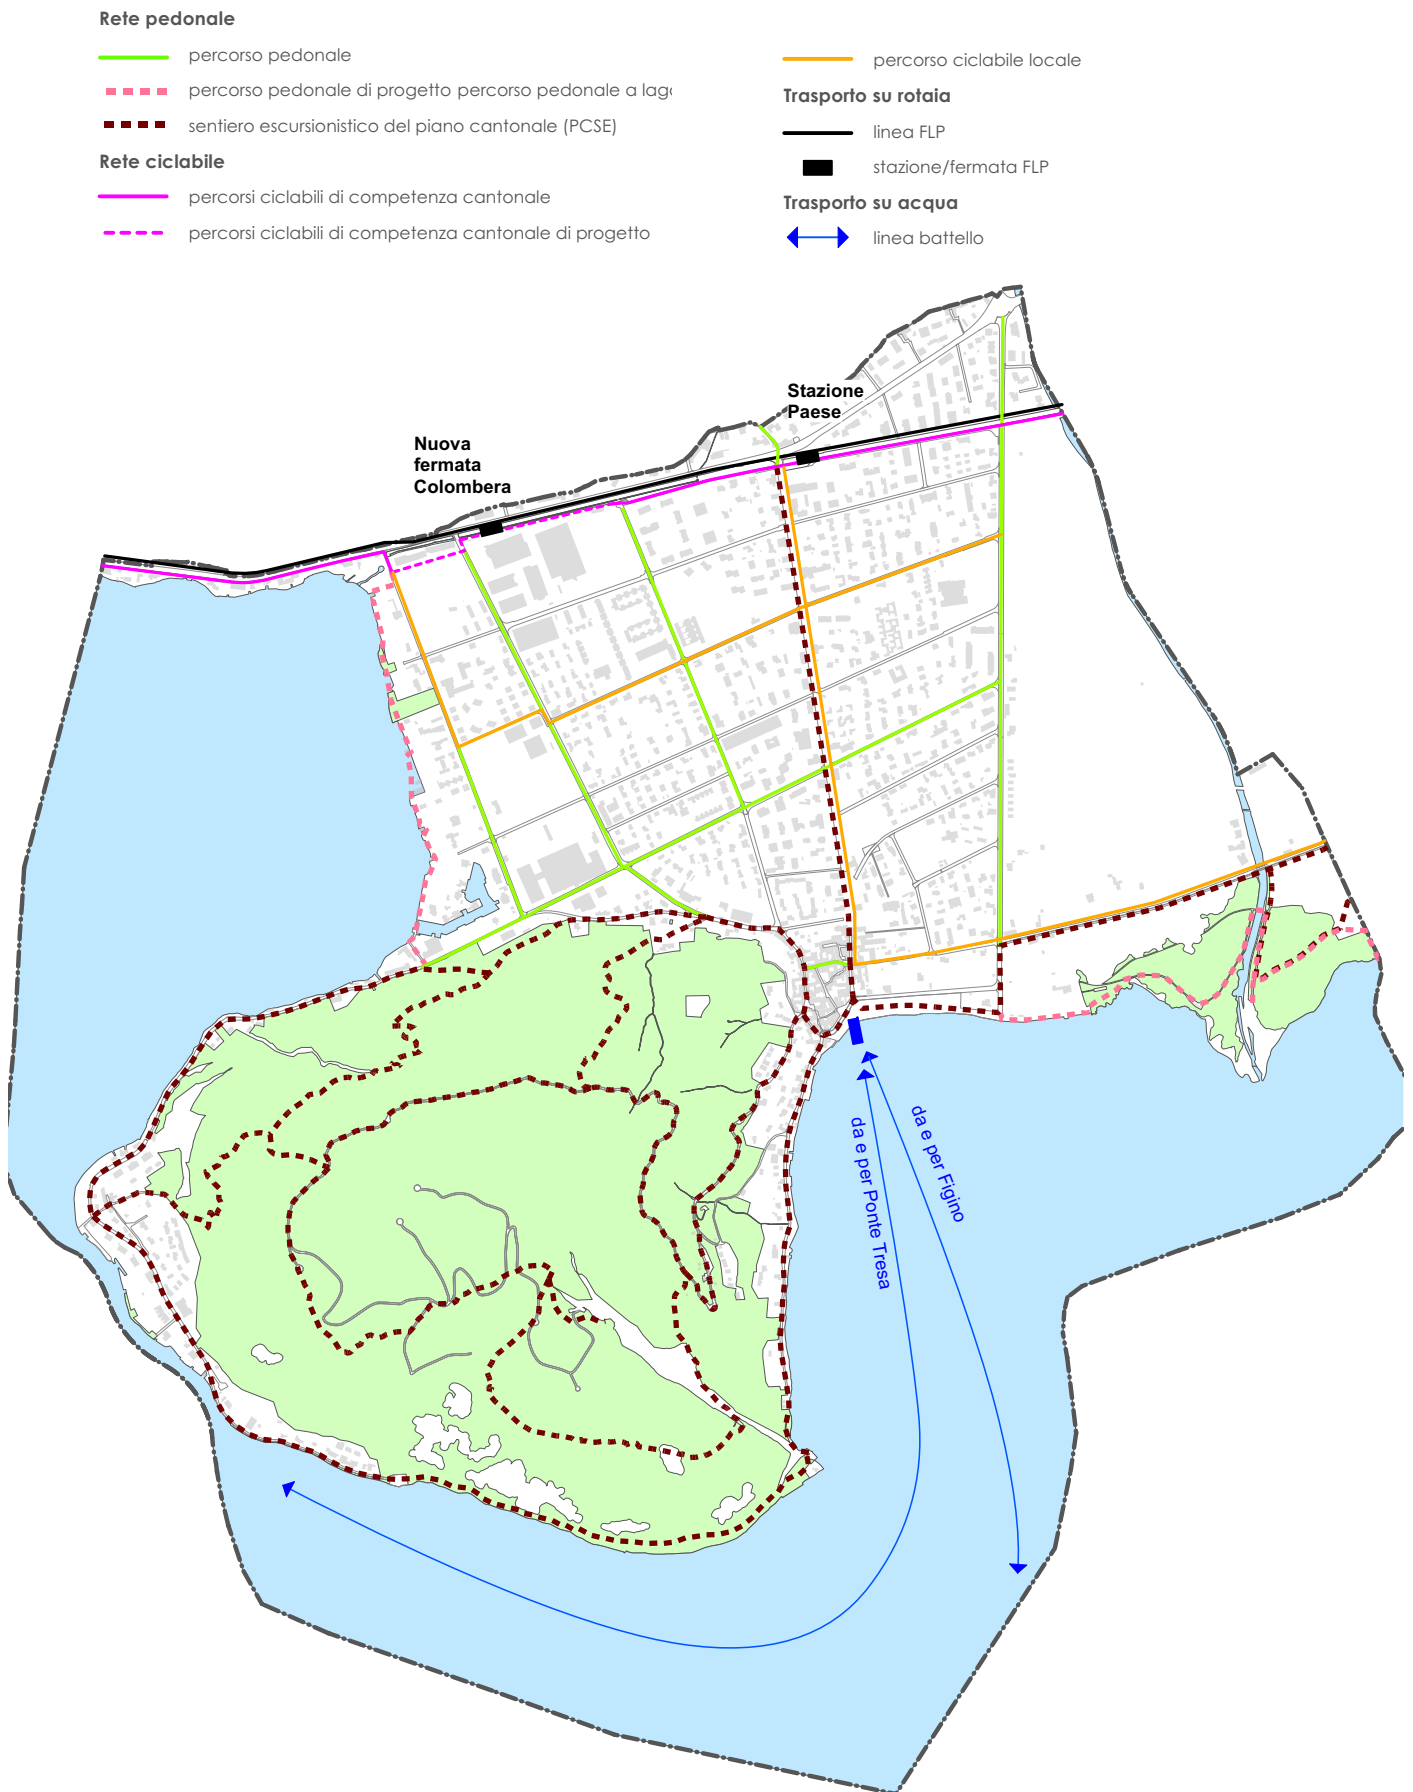 Rete pedonale
percorso pedonale
percorso pedonale di progetto percorso pedonale a lago
sentiero escursionistico del piano cantonale (PCSE)
Rete ciclabile
percorsi ciclabili di competenza cantonale
percorsi ciclabili di competenza cantonale di progetto
percorso ciclabile locale
Trasporto su rotaia
linea FLP
stazione/fermata FLP
Trasporto su acqua
linea battello
Stazione
Paese
Nuova
fermata
Colombera
da e per Ponte Tresa
da e per Figino